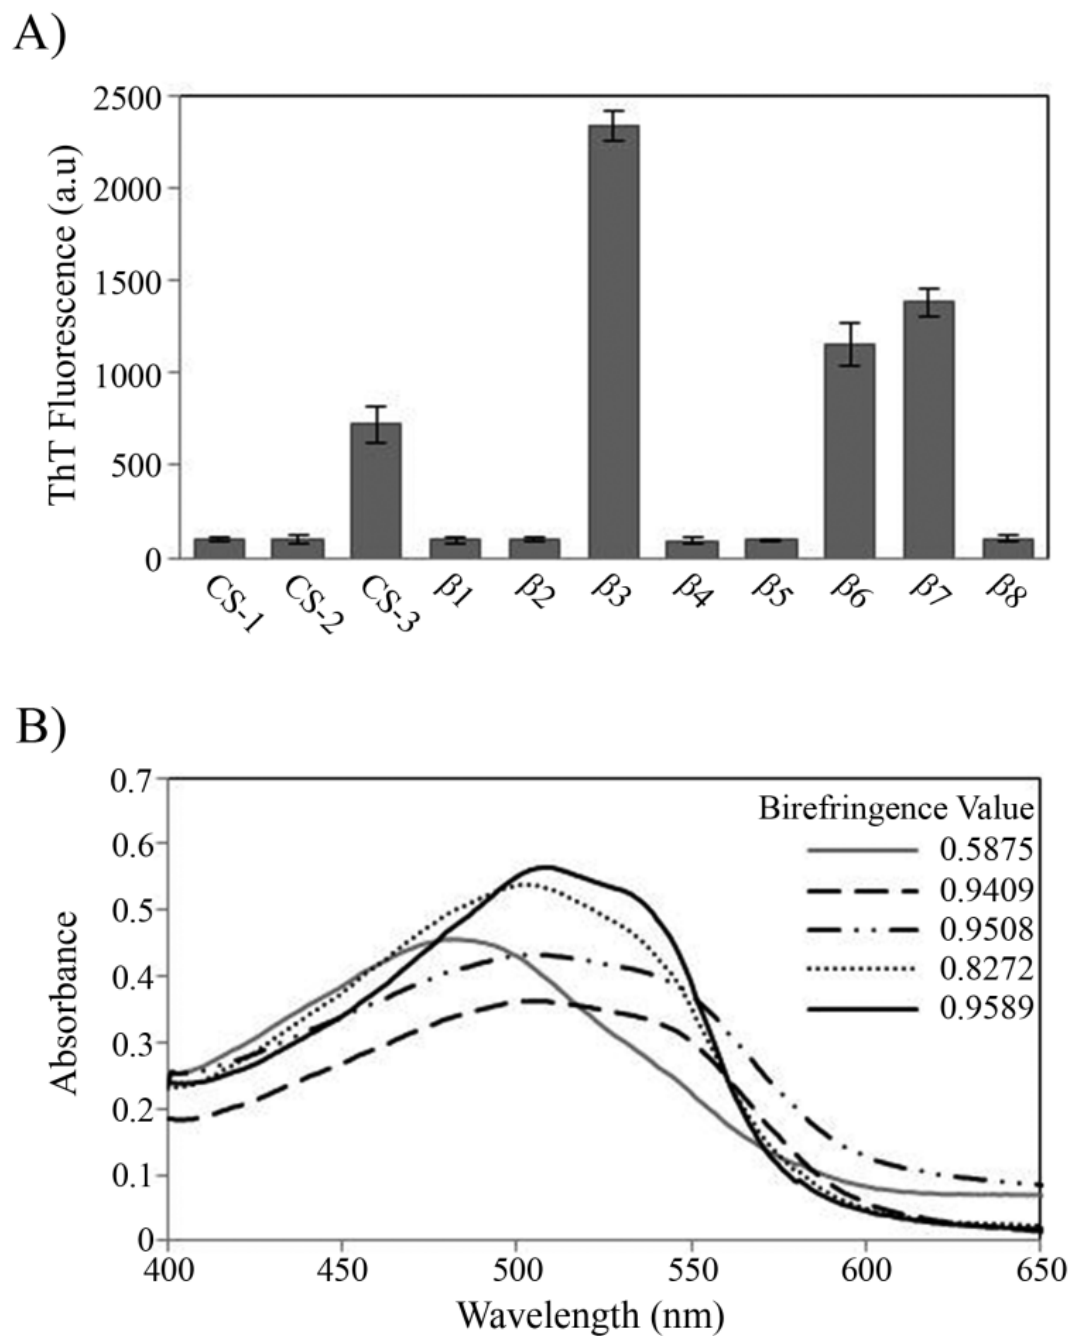 A)
2500
2000
1500
1000
500
0
ThT Fluorescence (a.u)
CS-1 CS-2 CS-3 β1 β2 β3 β4 β5 β6 β7 β8
B)
0.7
0.6
0.5
0.4
0.3
0.2
0.1
0
Absorbance
Birefringence Value
0.5875
0.9409
0.9508
0.8272
0.9589
400 450 500 550 600 650
Wavelength (nm)